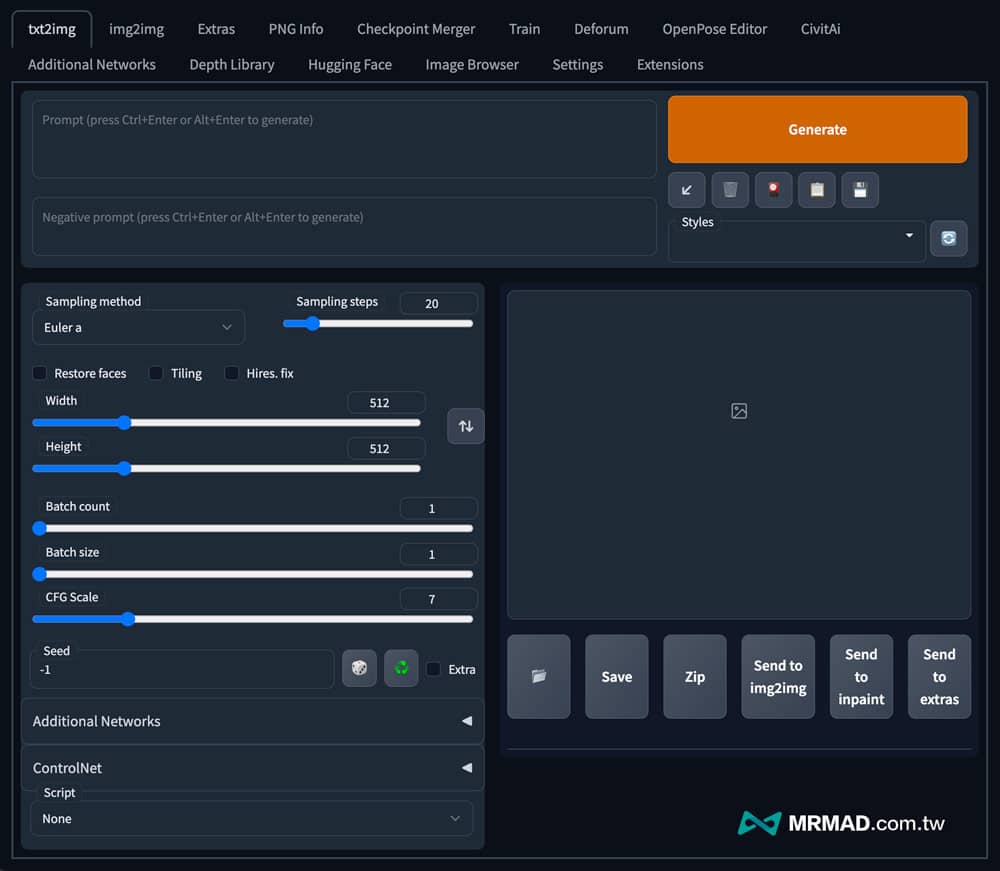 txt2img img2img Extras PNG Info Checkpoint Merger Train Deforum OpenPose Editor CivitAi
Additional Networks Depth Library Hugging Face Image Browser Settings Extensions
Prompt (press Ctrl+Enter or Alt+Enter to generate)
Generate
Negative prompt (press Ctrl+Enter or Alt+Enter to generate)
Styles
Sampling method
Euler a
Sampling steps 20
Restore faces Tiling Hires. fix
Width 512
Height 512
Batch count 1
Batch size 1
CFG Scale 7
Seed
-1
Extra
Additional Networks
ControlNet
Script
None
Save
Zip
Send to
img2img
Send
to
inpaint
Send
to
extras
MRMAD.com.tw